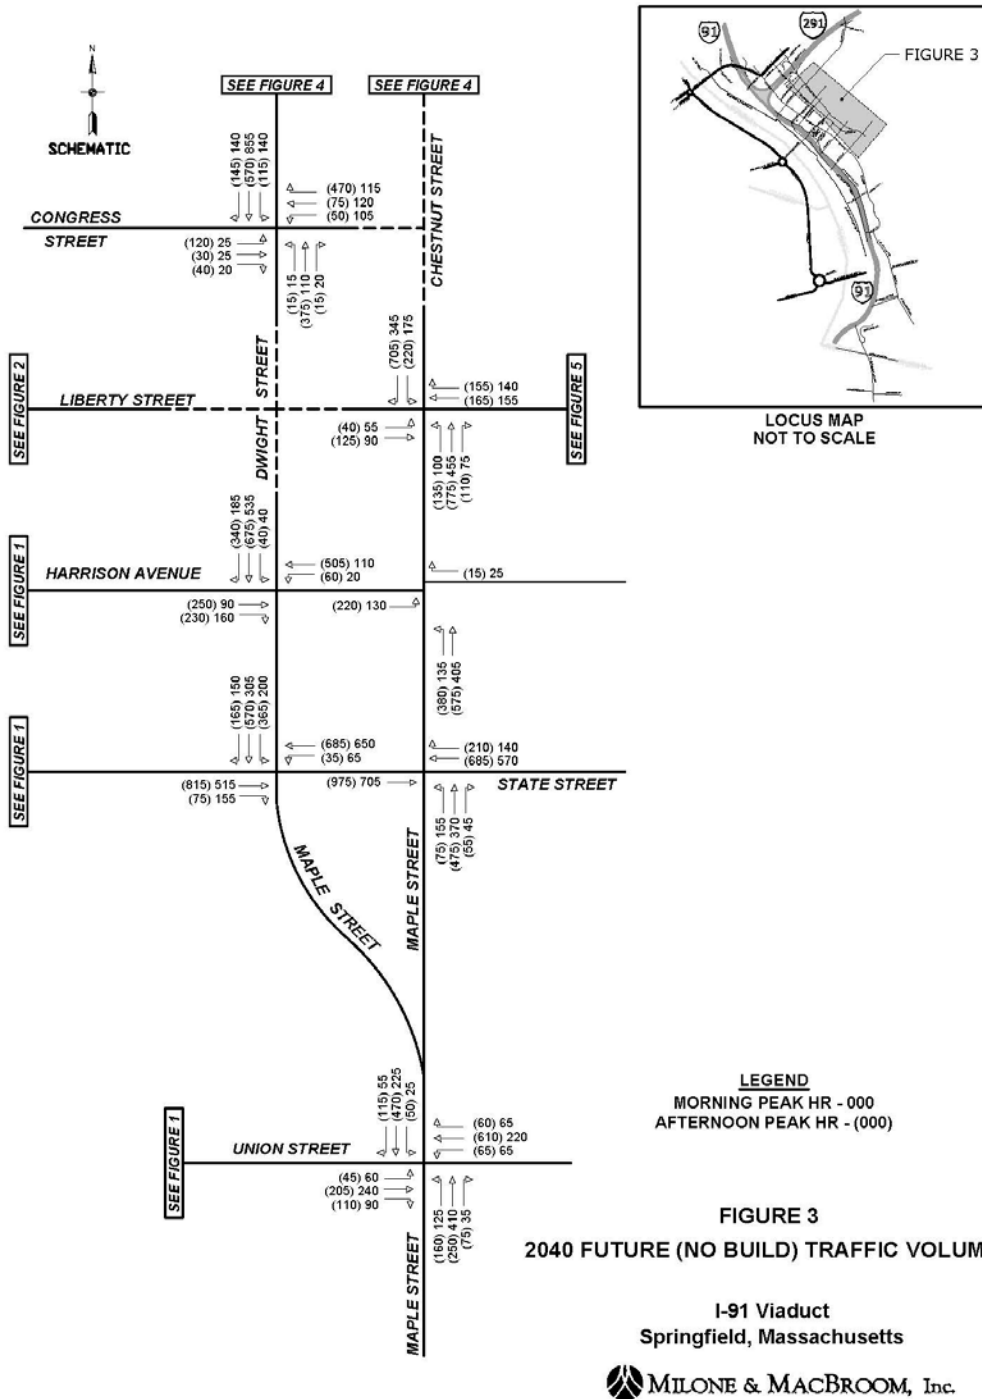 N
SCHEMATIC
SEE FIGURE 4
SEE FIGURE 4
91
291
FIGURE 3
91
LOCUS MAP
NOT TO SCALE
(145) 140
(570) 855
(115) 140
(470) 115
(75) 120
(50) 105
CONGRESS
STREET
(120) 25
(30) 25
(40) 20
(15) 15
(375) 110
(15) 20
CHESTNUT STREET
DWIGHT STREET
SEE FIGURE 2
LIBERTY STREET
(705) 345
(220) 175
(155) 140
(165) 155
(40) 55
(125) 90
(135) 100
(775) 455
(110) 75
SEE FIGURE 5
SEE FIGURE 1
HARRISON AVENUE
(340) 185
(675) 535
(40) 40
(505) 110
(60) 20
(250) 90
(230) 160
(15) 25
(220) 130
(380) 135
(575) 405
SEE FIGURE 1
(165) 150
(570) 305
(365) 200
(685) 650
(35) 65
(210) 140
(685) 570
(815) 515
(75) 155
(975) 705
STATE STREET
(75) 155
(475) 370
(55) 45
MAPLE STREET
MAPLE STREET
SEE FIGURE 1
UNION STREET
(115) 55
(470) 225
(50) 25
(60) 65
(610) 220
(65) 65
(45) 60
(205) 240
(110) 90
(160) 125
(250) 410
(75) 35
MAPLE STREET
LEGEND
MORNING PEAK HR - 000
AFTERNOON PEAK HR - (000)
FIGURE 3
2040 FUTURE (NO BUILD) TRAFFIC VOLUM
I-91 Viaduct
Springfield, Massachusetts
MILONE & MACBROOM, Inc.